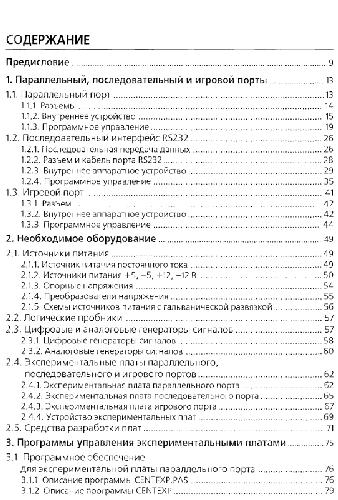 СОДЕРЖАНИЕ
Предисловие 9
1. Параллельный, последовательный и игровой порты 13
1.1. Параллельный порт 13
1.1.1. Разъемы 14
1.1.2. Внутреннее устройство 15
1.1.3. Программное управление 19
1.2. Последовательный интерфейс RS232 26
1.2.1. Последовательная передача данных 26
1.2.2. Разъем и кабель порта RS232 28
1.2.3. Внутреннее аппаратное устройство 29
1.2.4. Программное управление 35
1.3. Игровой порт 41
1.3.1. Разъем 42
1.3.2. Внутреннее аппаратное устройство 42
1.3.3. Программное управление 44
2. Необходимое оборудование 49
2.1. Источники питания 49
2.1.1. Источник питания постоянного тока 49
2.1.2. Источники питания +5, –5, +12, –12 В 50
2.1.3. Опорные напряжения 54
2.1.4. Преобразователи напряжения 55
2.1.5. Схемы источников питания с гальванической развязкой 56
2.2. Логические пробники 57
2.3. Цифровые и аналоговые генераторы сигналов 57
2.3.1. Цифровые генераторы сигналов 58
2.3.2. Аналоговые генераторы сигналов 60
2.4. Экспериментальные платы параллельного,
последовательного и игрового портов 62
2.4.1. Экспериментальная плата параллельного порта 62
2.4.2. Экспериментальная плата последовательного порта 65
2.4.3. Экспериментальная плата игрового порта 67
2.4.4. Устройство экспериментальных плат 69
2.5. Средства разработки плат 71
3. Программы управления экспериментальными платами 75
3.1. Программное обеспечение
Для экспериментальной платы параллельного порта 76
3.1.1. Описание программы CENTEXP.PAS 76
3.1.2. Описание программы CENTEXP 79